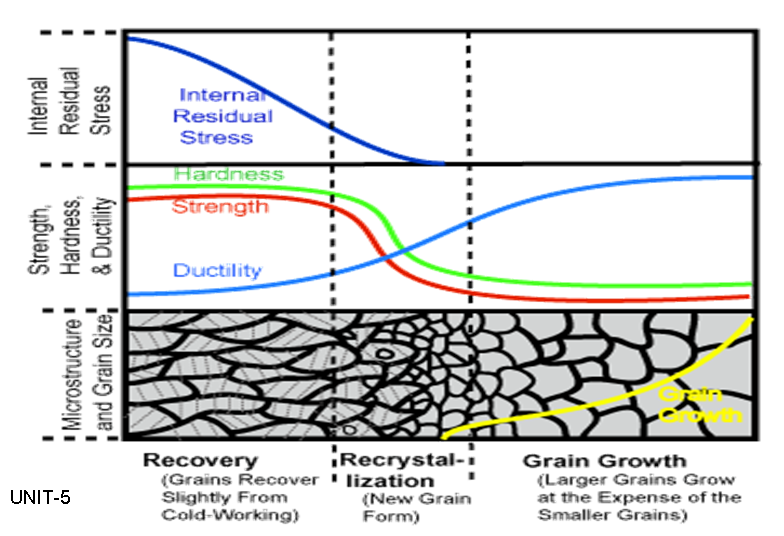 Internal
Residual
Stress
Internal
Residual
Stress
Strength,
Hardness,
& Ductility
Hardness
Strength
Ductility
Microstructure
and Grain Size
Grain
Growth
Recovery
(Grains Recover
Slightly From
Cold-Working)
Recrystal-
lization
(New Grain
Form)
Grain Growth
(Larger Grains Grow
at the Expense of the
Smaller Grains)
UNIT-5